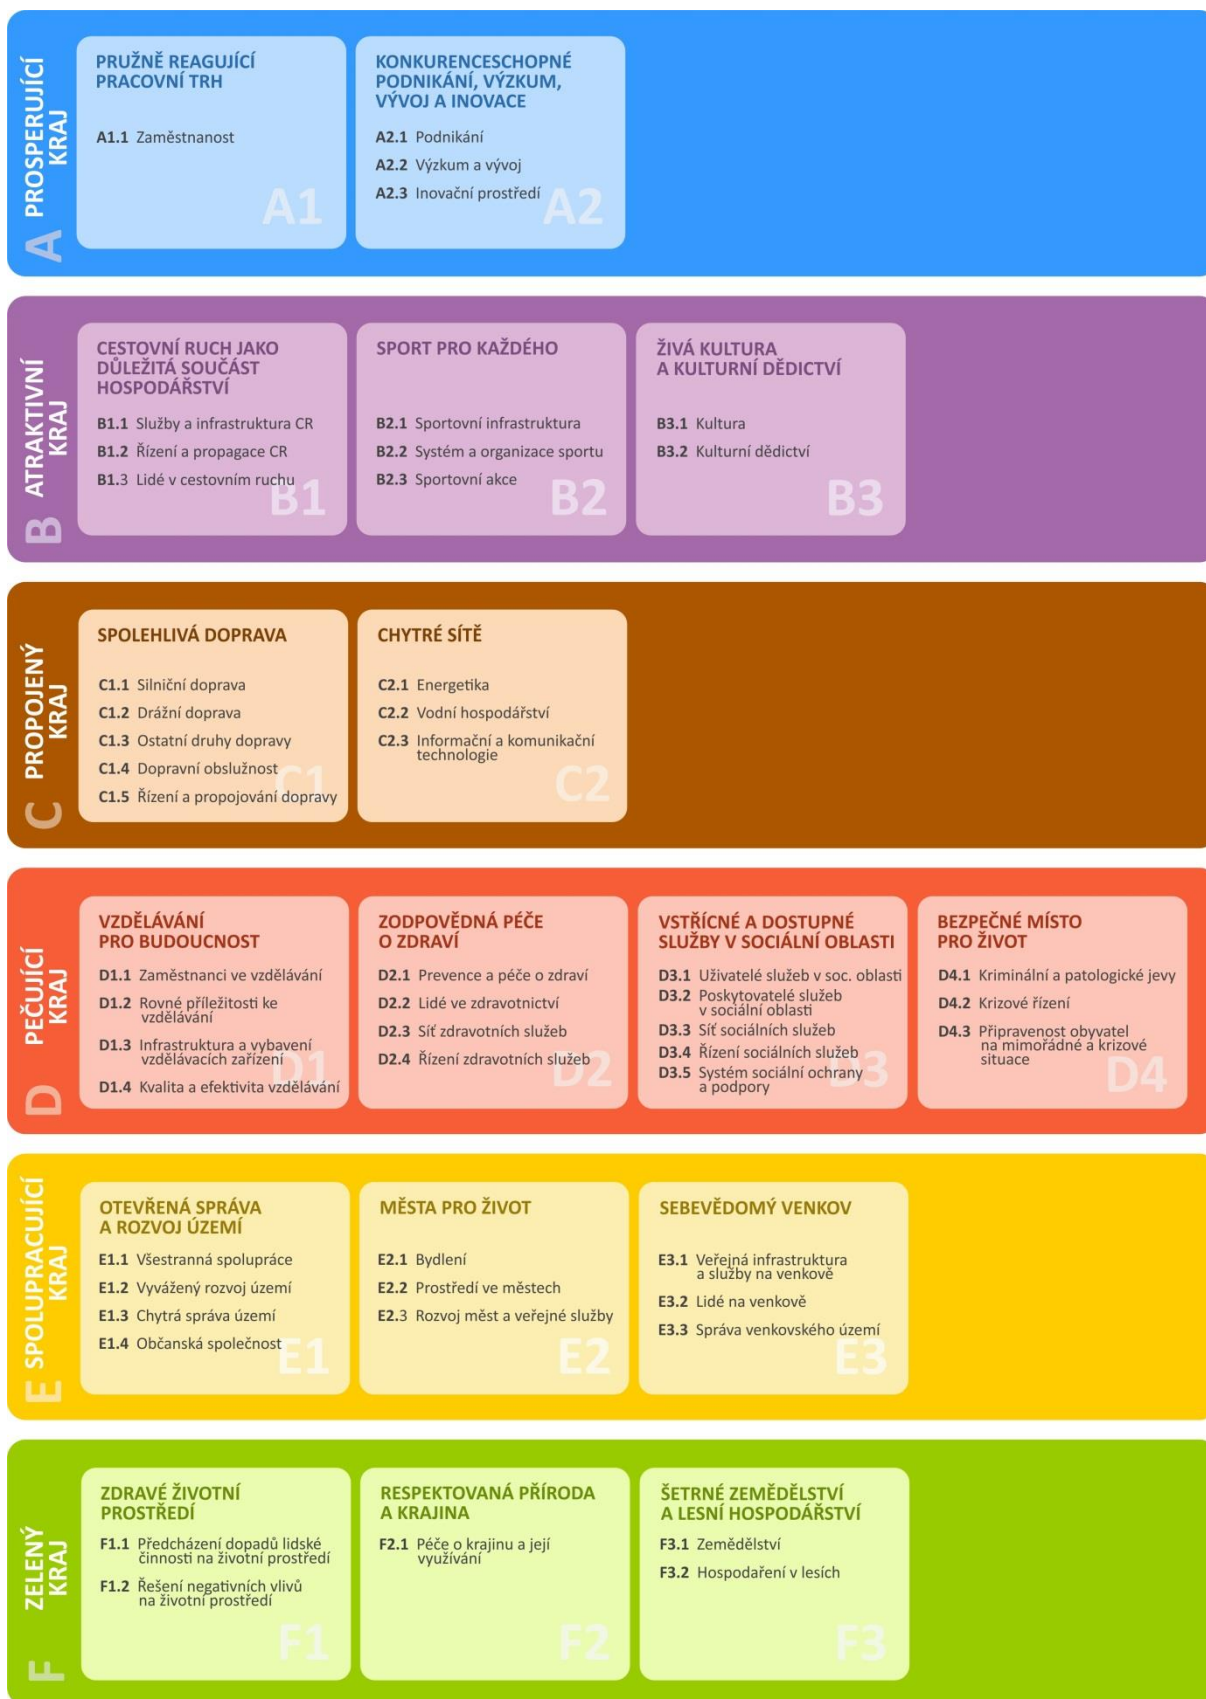 A PROSPERUJÍCÍ
KRAJ
PRUŽNĚ REAGUJÍCÍ
PRACOVNÍ TRH
A1.1 Zaměstnanost
A1
KONKURENCESCHOPNÉ
PODNIKÁNÍ, VÝZKUM,
VÝVOJ A INOVACE
A2.1 Podnikání
A2.2 Výzkum a vývoj
A2.3 Inovační prostředí
A2
B ATRAKTIVNÍ
KRAJ
CESTOVNÍ RUCH JAKO
DŮLEŽITÁ SOUČÁST
HOSPODÁŘSTVÍ
B1.1 Služby a infrastruktura CR
B1.2 Řízení a propagace CR
B1.3 Lidé v cestovním ruchu
B1
SPORT PRO KAŽDÉHO
B2.1 Sportovní infrastruktura
B2.2 Systém a organizace sportu
B2.3 Sportovní akce
B2
ŽIVÁ KULTURA
A KULTURNÍ DĚDICTVÍ
B3.1 Kultura
B3.2 Kulturní dědictví
B3
C PROPOJENÝ
KRAJ
SPOLEHLIVÁ DOPRAVA
C1.1 Silniční doprava
C1.2 Drážní doprava
C1.3 Ostatní druhy dopravy
C1.4 Dopravní obslužnost
C1.5 Řízení a propojování dopravy
C1
CHYTRÉ SÍTĚ
C2.1 Energetika
C2.2 Vodní hospodářství
C2.3 Informační a komunikační
technologie
C2
D PEČUJÍCÍ
KRAJ
VZDĚLÁVÁNÍ
PRO BUDOUCNOST
D1.1 Zaměstnanci ve vzdělávání
D1.2 Rovné příležitosti ke
vzdělávání
D1.3 Infrastruktura a vybavení
vzdělávacích zařízení
D1.4 Kvalita a efektivita vzdělávání
D1
ZODPOVĚDNÁ PÉČE
O ZDRAVÍ
D2.1 Prevence a péče o zdraví
D2.2 Lidé ve zdravotnictví
D2.3 Síť zdravotních služeb
D2.4 Řízení zdravotních služeb
D2
VSTŘÍCNÉ A DOSTUPNÉ
SLUŽBY V SOCIÁLNÍ OBLASTI
D3.1 Uživatelé služeb v soc. oblasti
D3.2 Poskytovatelé služeb
v sociální oblasti
D3.3 Síť sociálních služeb
D3.4 Řízení sociálních služeb
D3.5 Systém sociální ochrany
a podpory
D3
BEZPEČNÉ MÍSTO
PRO ŽIVOT
D4.1 Kriminální a patologické jevy
D4.2 Krizové řízení
D4.3 Připravenost obyvatel
na mimořádné a krizové
situace
D4
E SPOLUPRACUJÍCÍ
KRAJ
OTEVŘENÁ SPRÁVA
A ROZVOJ ÚZEMÍ
E1.1 Všestranná spolupráce
E1.2 Vyvážený rozvoj území
E1.3 Chytrá správa území
E1.4 Občanská společnost
E1
MĚSTA PRO ŽIVOT
E2.1 Bydlení
E2.2 Prostředí ve městech
E2.3 Rozvoj měst a veřejné služby
E2
SEBEVĚDOMÝ VENKOV
E3.1 Veřejná infrastruktura
a služby na venkově
E3.2 Lidé na venkově
E3.3 Správa venkovského území
E3
F ZELENÝ
KRAJ
ZDRAVÉ ŽIVOTNÍ
PROSTŘEDÍ
F1.1 Předcházení dopadů lidské
činnosti na životní prostředí
F1.2 Řešení negativních vlivů
na životní prostředí
F1
RESPEKTOVANÁ PŘÍRODA
A KRAJINA
F2.1 Péče o krajinu a její
využívání
F2
ŠETRNÉ ZEMĚDĚLSTVÍ
A LESNÍ HOSPODÁŘSTVÍ
F3.1 Zemědělství
F3.2 Hospodaření v lesích
F3